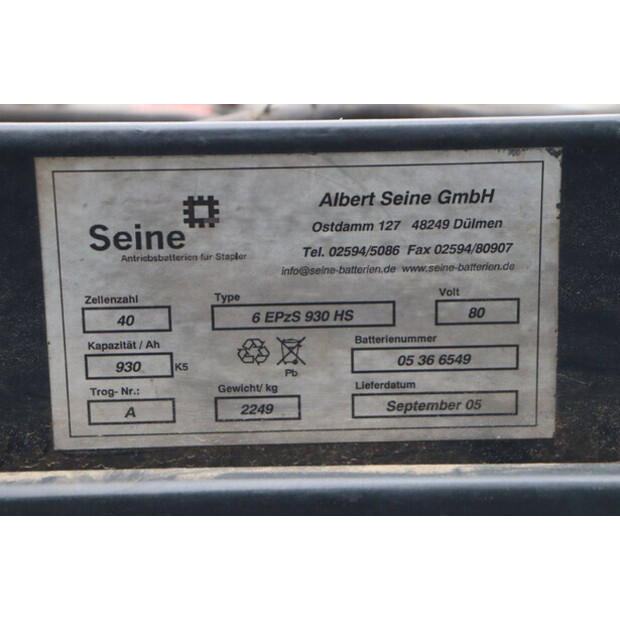 Seine
Antriebsbatterien für Stapler
Albert Seine GmbH
Ostdamm 127 48249 Dülmen
Tel. 02594/5086 Fax 02594/80907
info@seine-batterien.de www.seine-batterien.de
Zellenzahl
40
Type
6 EPzS 930 HS
Volt
80
Kapazität / Ah
930 K5
Pb
Batterienummer
05 36 6549
Trog- Nr.:
A
Gewicht/ kg
2249
Lieferdatum
September 05